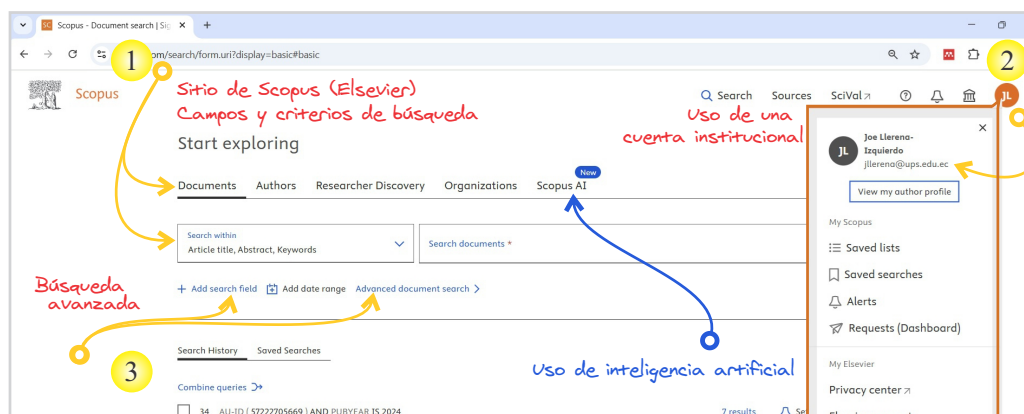 Scopus - Document search | Sig
1
om/search/form.uri?display=basic#basic
2
Scopus
Sitio de Scopus (Elsevier)
Campos y criterios de búsqueda
Search
Sources
SciVal
JL
Uso de una
cuenta institucional
Start exploring
JL
Joe Llerena-
Izquierdo
jllerena@ups.edu.ec
View my author profile
New
Documents
Authors
Researcher Discovery
Organizations
Scopus AI
My Scopus
Search within
Article title, Abstract, Keywords
Search documents *
Saved lists
Saved searches
Alerts
Requests (Dashboard)
Búsqueda
avanzada
+ Add search field
Add date range
Advanced document search
3
Search History
Saved Searches
Uso de inteligencia artificial
My Elsevier
Combine queries
Privacy center
34
AU-ID ( 57222705669 ) AND PUBYEAR IS 2024
7 results